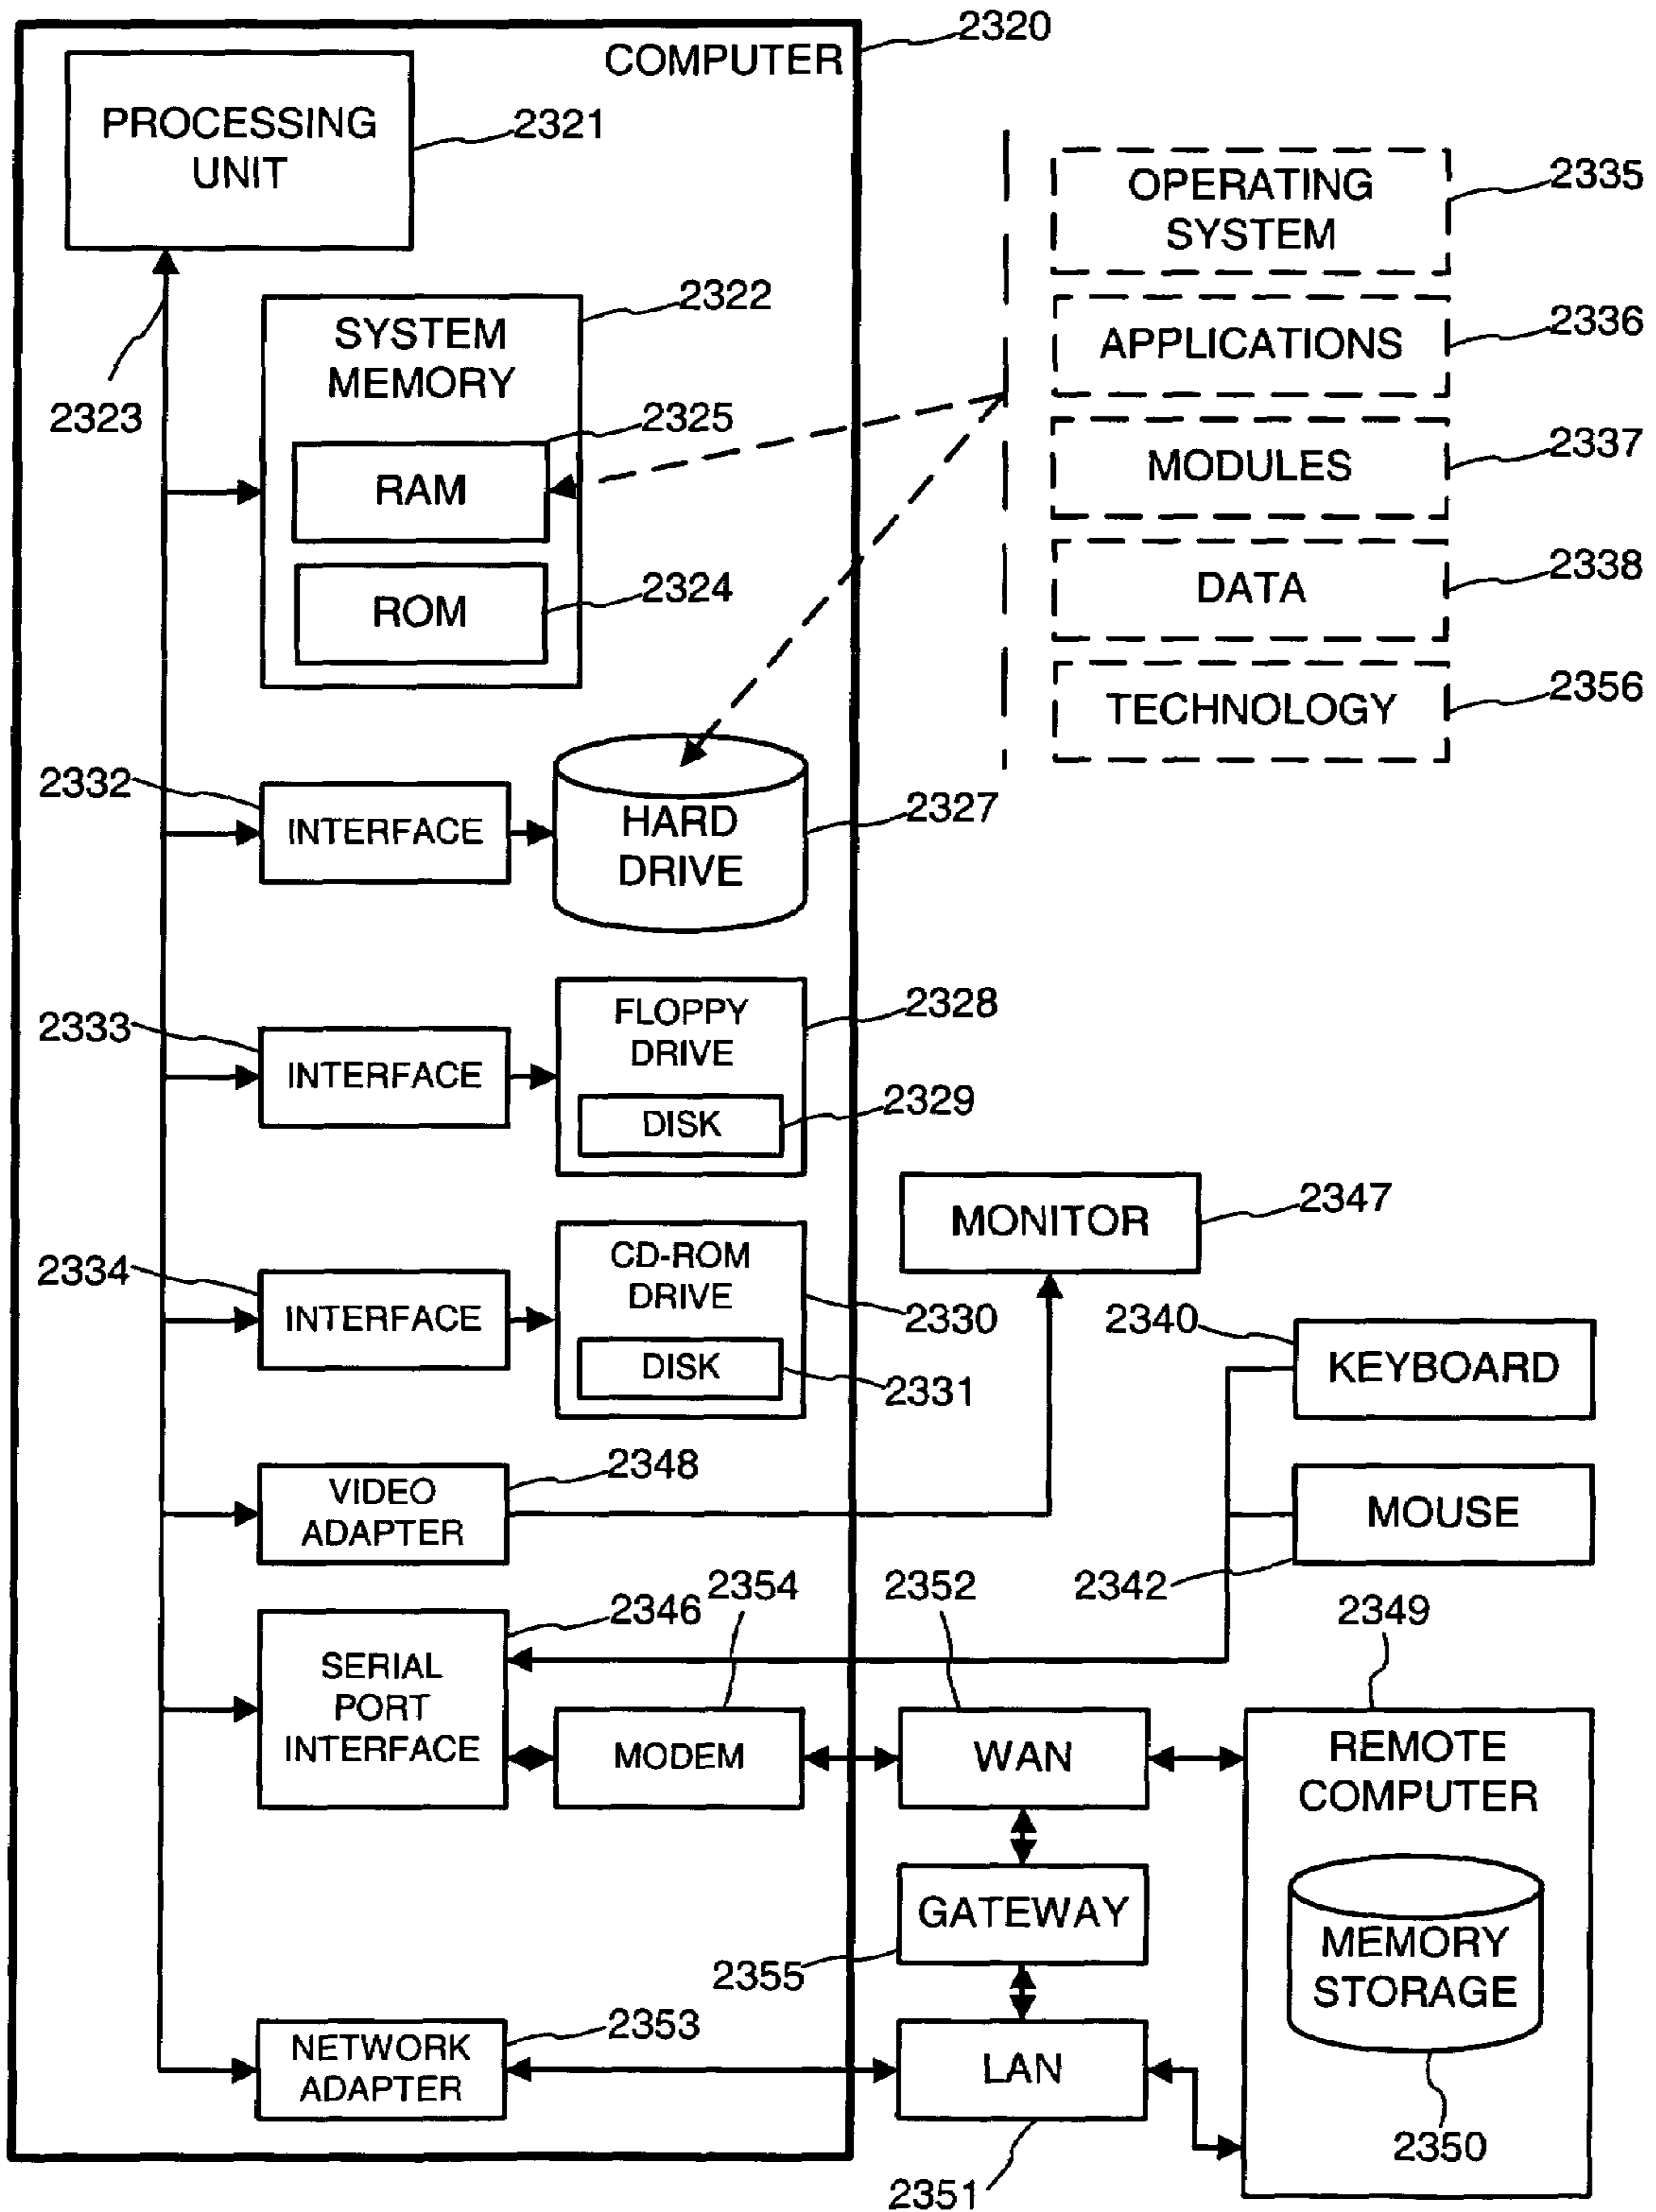 2320
COMPUTER
PROCESSING
UNIT
2321
2323
2322
SYSTEM
MEMORY
2325
RAM
2324
ROM
OPERATING
SYSTEM
2335
APPLICATIONS
2336
MODULES
2337
DATA
2338
TECHNOLOGY
2356
2332
INTERFACE
HARD
DRIVE
2327
2333
INTERFACE
FLOPPY
DRIVE
2328
DISK
2329
2334
INTERFACE
CD-ROM
DRIVE
2330
DISK
2331
MONITOR
2347
2340
KEYBOARD
MOUSE
2342
VIDEO
ADAPTER
2348
2346
SERIAL
PORT
INTERFACE
2354
MODEM
2352
WAN
2349
REMOTE
COMPUTER
MEMORY
STORAGE
2350
GATEWAY
2355
NETWORK
ADAPTER
2353
LAN
2351